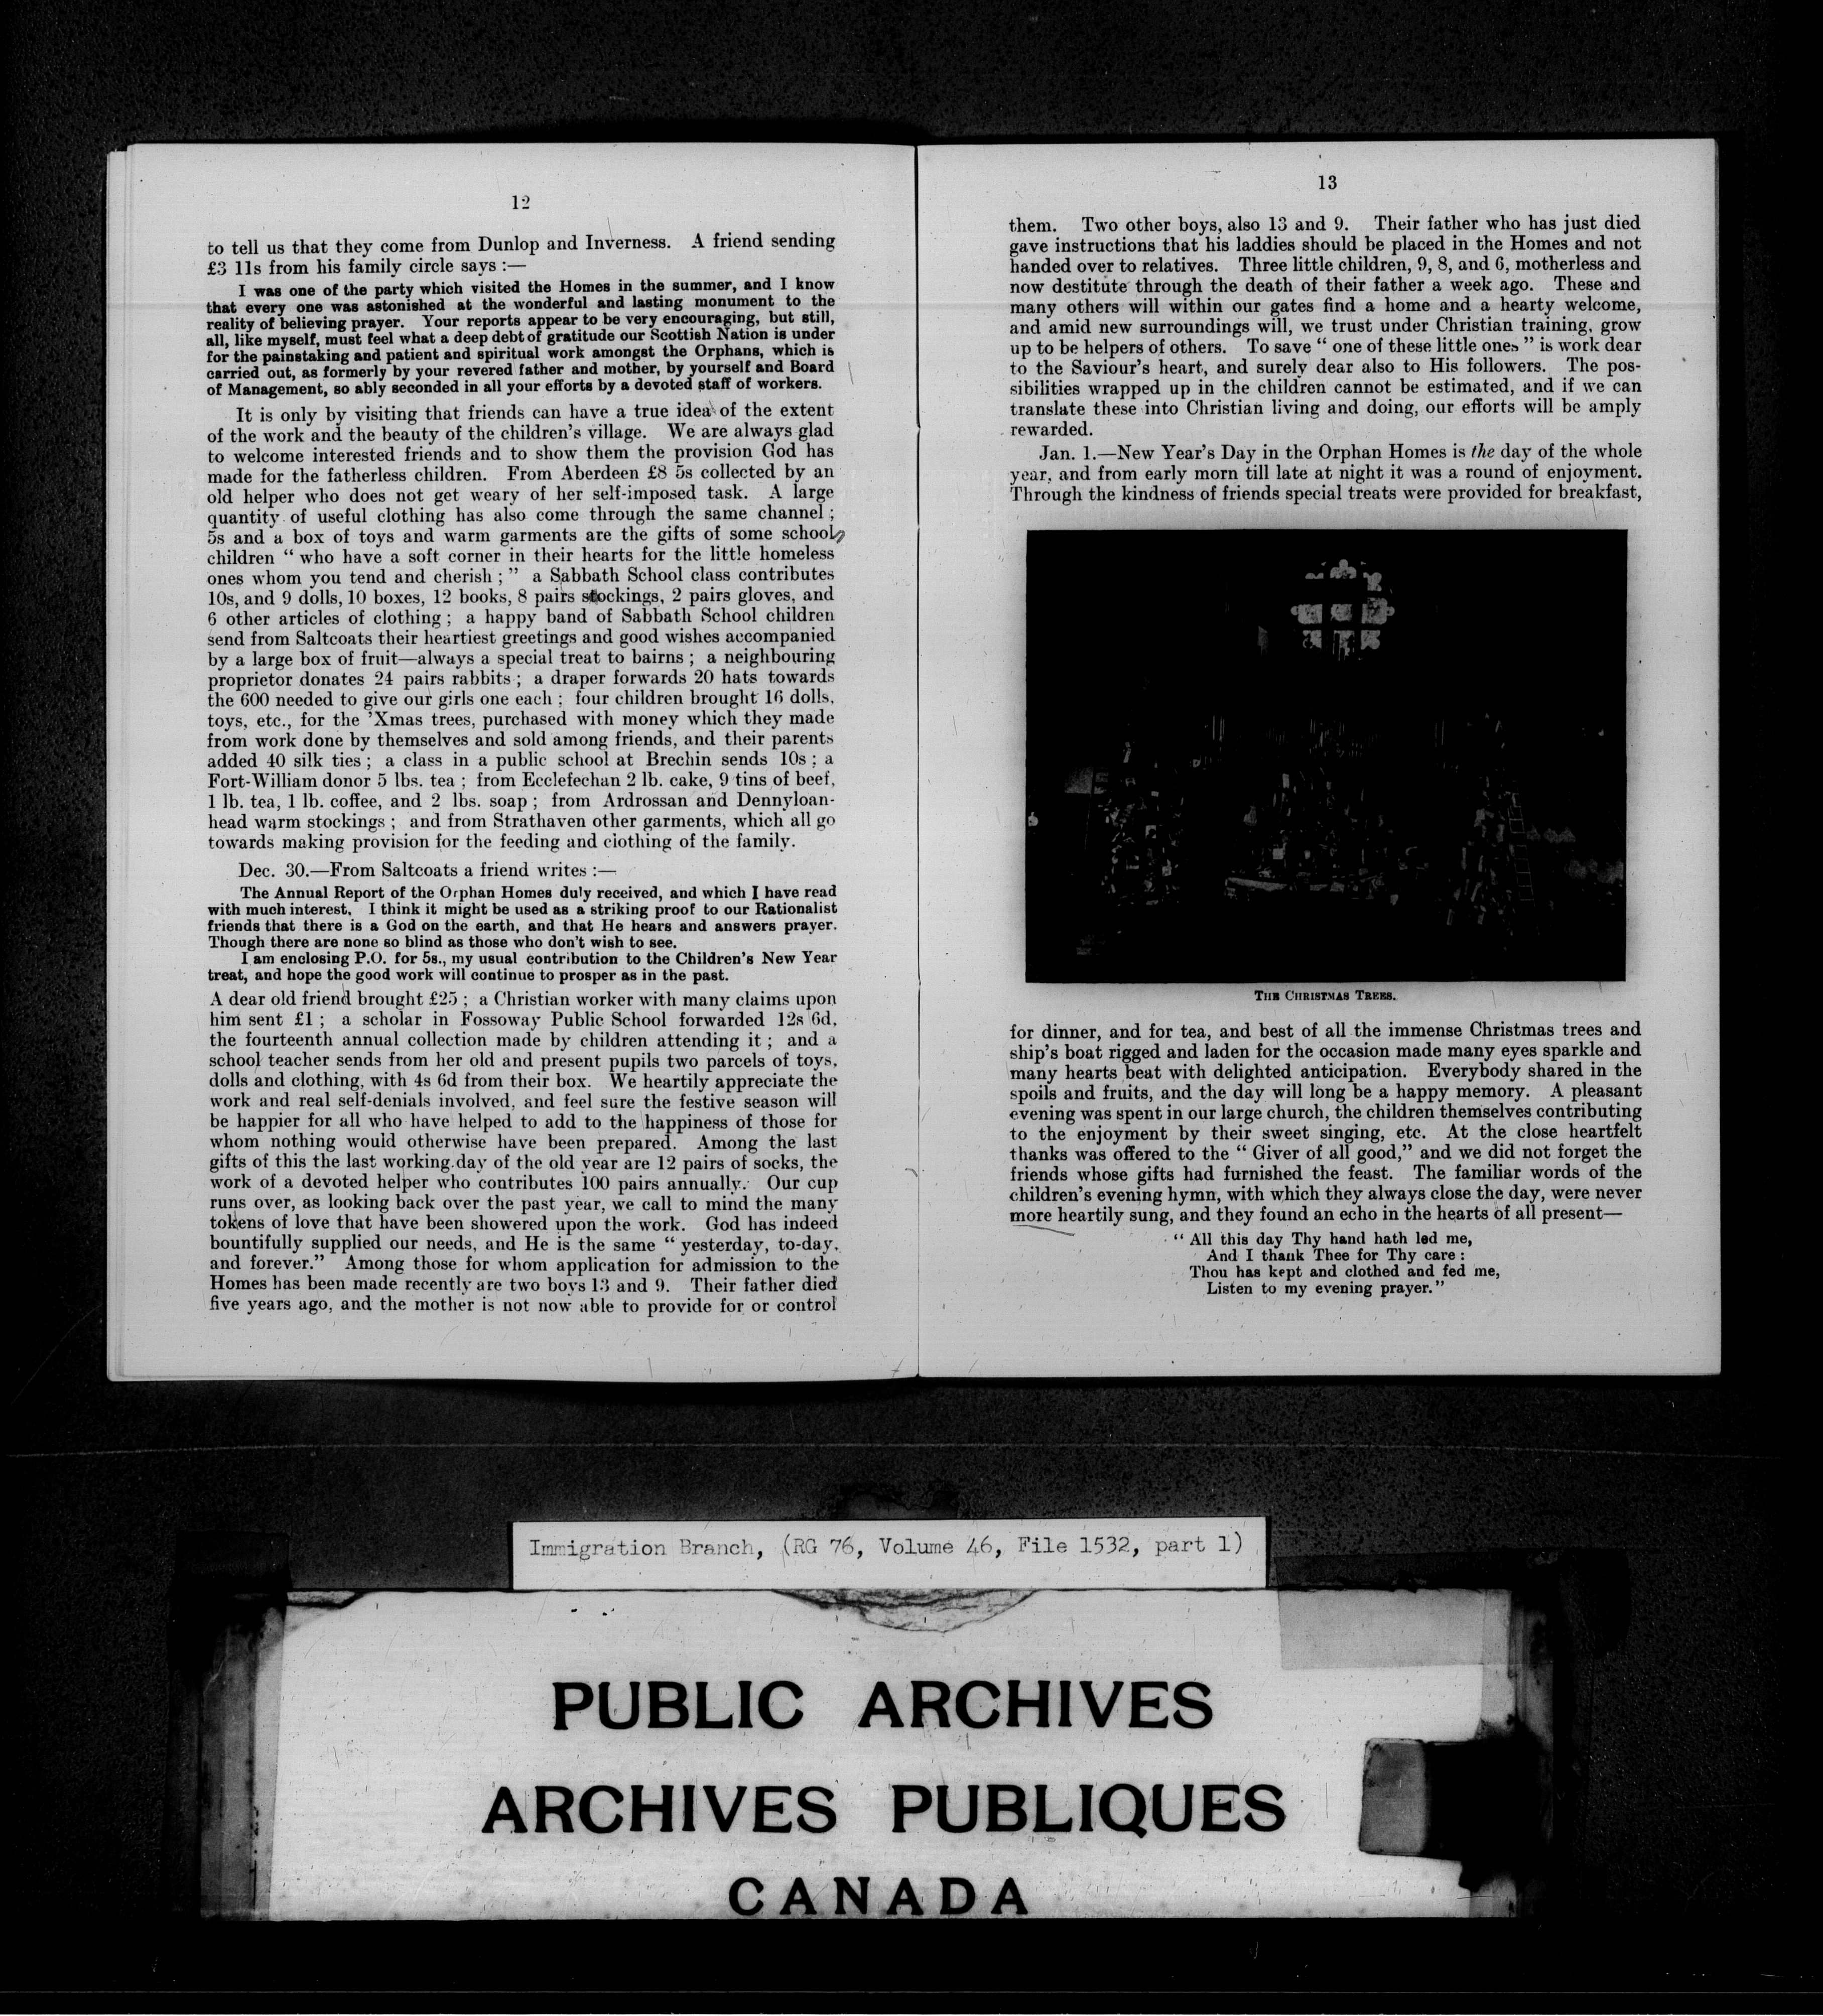 12
to tell us that they come from Dunlop and Inverness. A friend sending
£3 11s from his family circle says :—
I was one of the party which visited the Homes in the summer, and I know
that every one was astonished at the wonderful and lasting monument to the
reality of believing prayer. Your reports appear to be very encouraging, but still,
all, like myself, must feel what a deep debt of gratitude our Scottish Nation is under
for the painstaking and patient and spiritual work amongst the Orphans, which is
carried out, as formerly by your revered father and mother, by yourself and Board
of Management, so ably seconded in all your efforts by a devoted staff of workers.
It is only by visiting that friends can have a true idea of the extent
of the work and the beauty of the children's village. We are always glad
to welcome interested friends and to show them the provision God has
made for the fatherless children. From Aberdeen £8 5s collected by an
old helper who does not get weary of her self-imposed task. A large
quantity of useful clothing has also come through the same channel ;
5s and a box of toys and warm garments are the gifts of some school
children " who have a soft corner in their hearts for the little homeless
ones whom you tend and cherish ; " a Sabbath School class contributes
10s, and 9 dolls, 10 boxes, 12 books, 8 pairs stockings, 2 pairs gloves, and
6 other articles of clothing ; a happy band of Sabbath School children
send from Saltcoats their heartiest greetings and good wishes accompanied
by a large box of fruit—always a special treat to bairns ; a neighbouring
proprietor donates 24 pairs rabbits ; a draper forwards 20 hats towards
the 600 needed to give our girls one each ; four children brought 16 dolls,
toys, etc., for the 'Xmas trees, purchased with money which they made
from work done by themselves and sold among friends, and their parents
added 40 silk ties ; a class in a public school at Brechin sends 10s ; a
Fort-William donor 5 lbs. tea ; from Ecclefechan 2 lb. cake, 9 tins of beef,
1 lb. tea, 1 lb. coffee, and 2 lbs. soap ; from Ardrossan and Dennyloan-
head warm stockings ; and from Strathaven other garments, which all go
towards making provision for the feeding and clothing of the family.
Dec. 30.—From Saltcoats a friend writes :—
The Annual Report of the Orphan Homes duly received, and which I have read
with much interest. I think it might be used as a striking proof to our Rationalist
friends that there is a God on the earth, and that He hears and answers prayer.
Though there are none so blind as those who don't wish to see.
I am enclosing P.O. for 5s., my usual contribution to the Children's New Year
treat, and hope the good work will continue to prosper as in the past.
A dear old friend brought £25 ; a Christian worker with many claims upon
him sent £1 ; a scholar in Fossoway Public School forwarded 12s 6d,
the fourteenth annual collection made by children attending it ; and a
school teacher sends from her old and present pupils two parcels of toys,
dolls and clothing, with 4s 6d from their box. We heartily appreciate the
work and real self-denials involved, and feel sure the festive season will
be happier for all who have helped to add to the happiness of those for
whom nothing would otherwise have been prepared. Among the last
gifts of this the last working day of the old year are 12 pairs of socks, the
work of a devoted helper who contributes 100 pairs annually. Our cup
runs over, as looking back over the past year, we call to mind the many
tokens of love that have been showered upon the work. God has indeed
bountifully supplied our needs, and He is the same " yesterday, to-day,
and forever." Among those for whom application for admission to the
Homes has been made recently are two boys 13 and 9. Their father died
five years ago, and the mother is not now able to provide for or control
13
them. Two other boys, also 13 and 9. Their father who has just died
gave instructions that his laddies should be placed in the Homes and not
handed over to relatives. Three little children, 9, 8, and 6, motherless and
now destitute through the death of their father a week ago. These and
many others will within our gates find a home and a hearty welcome,
and amid new surroundings will, we trust under Christian training, grow
up to be helpers of others. To save " one of these little ones " is work dear
to the Saviour's heart, and surely dear also to His followers. The pos-
sibilities wrapped up in the children cannot be estimated, and if we can
translate these into Christian living and doing, our efforts will be amply
rewarded.
Jan. 1.—New Year's Day in the Orphan Homes is the day of the whole
year, and from early morn till late at night it was a round of enjoyment.
Through the kindness of friends special treats were provided for breakfast,
THE CHRISTMAS TREES.
for dinner, and for tea, and best of all the immense Christmas trees and
ship's boat rigged and laden for the occasion made many eyes sparkle and
many hearts beat with delighted anticipation. Everybody shared in the
spoils and fruits, and the day will long be a happy memory. A pleasant
evening was spent in our large church, the children themselves contributing
to the enjoyment by their sweet singing, etc. At the close heartfelt
thanks was offered to the " Giver of all good," and we did not forget the
friends whose gifts had furnished the feast. The familiar words of the
children's evening hymn, with which they always close the day, were never
more heartily sung, and they found an echo in the hearts of all present—
" All this day Thy hand hath led me,
And I thank Thee for Thy care :
Thou has kept and clothed and fed me,
Listen to my evening prayer."
Immigration Branch, (RG 76, Volume 46, File 1532, part 1)
PUBLIC ARCHIVES
ARCHIVES PUBLIQUES
CANADA